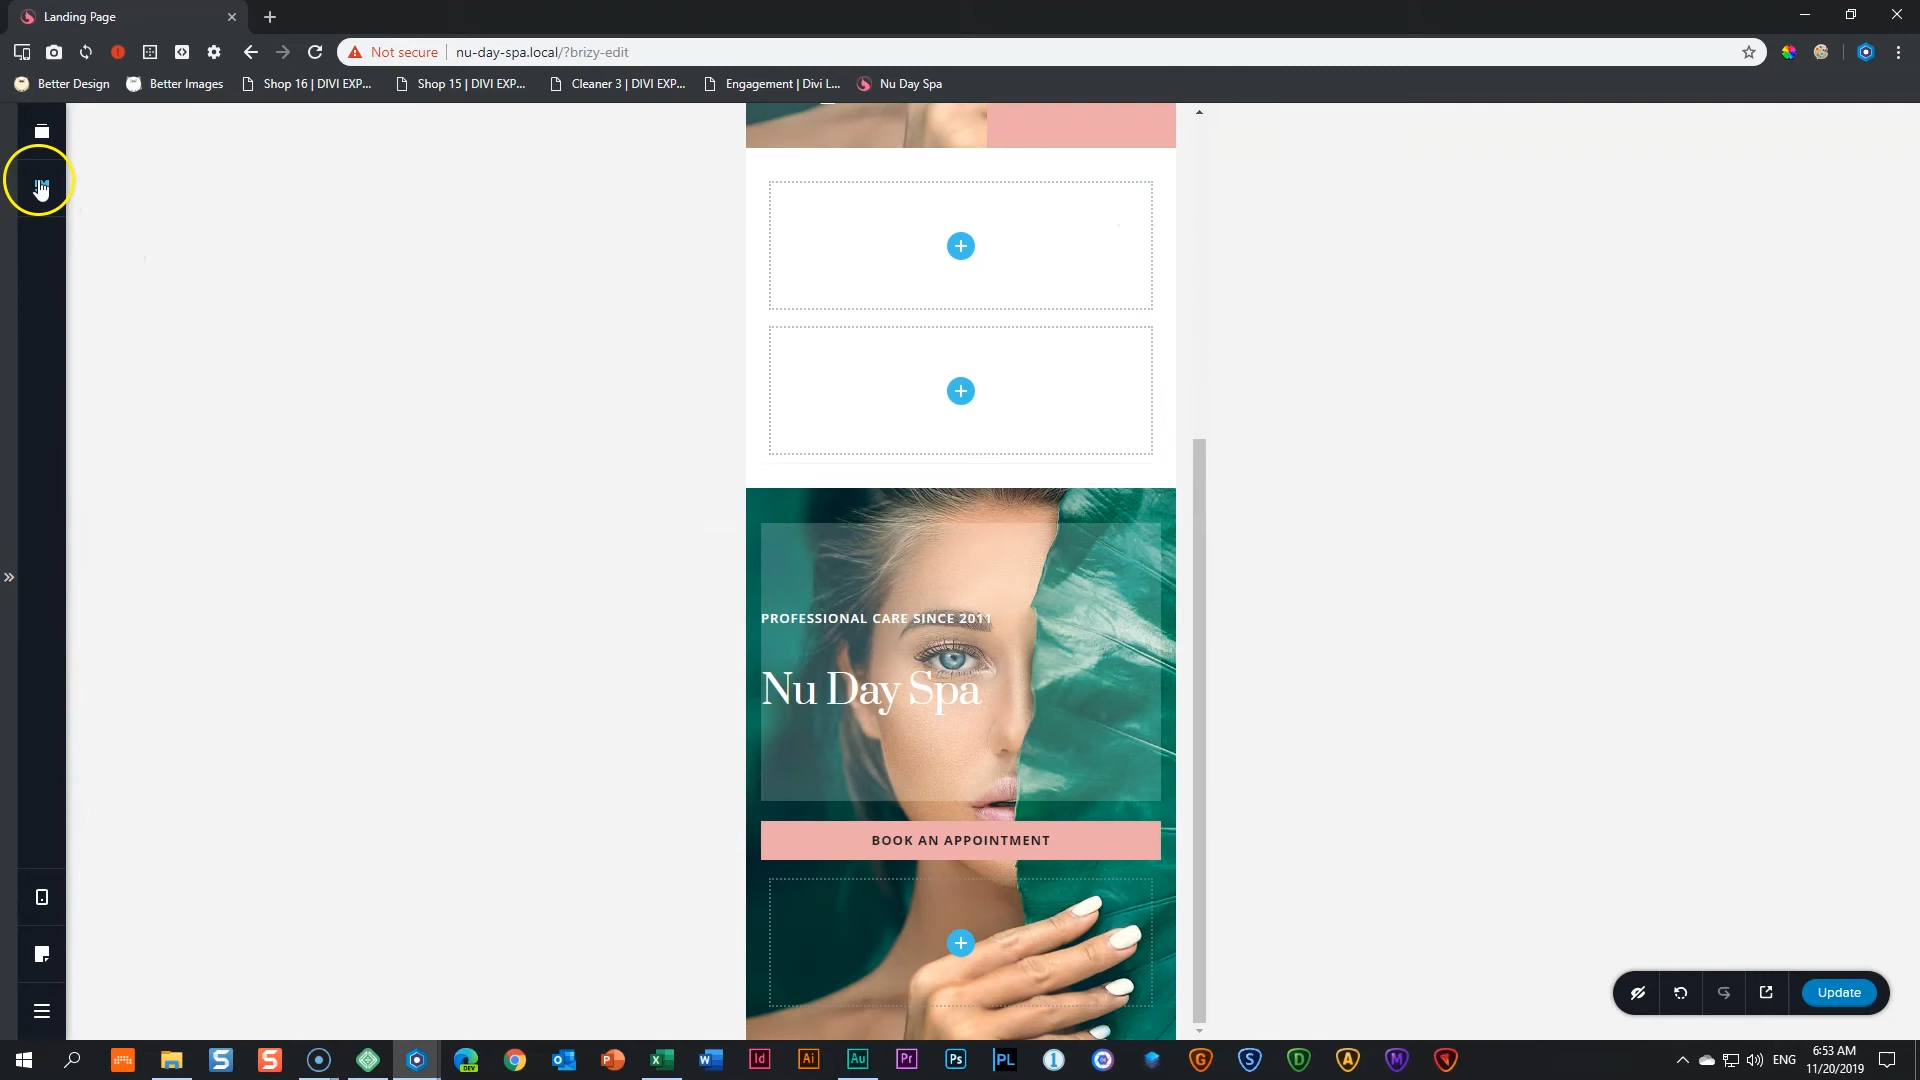 Landing Page
Not secure
nu-day-spa.local/?brizy-edit
Better Design
Better Images
Shop 16 | DIVI EXP...
Shop 15 | DIVI EXP...
Cleaner 3 | DIVI EXP...
Engagement | Divi L...
Nu Day Spa
PROFESSIONAL CARE SINCE 2011
Nu Day Spa
BOOK AN APPOINTMENT
Update
ENG
6:53 AM
11/20/2019